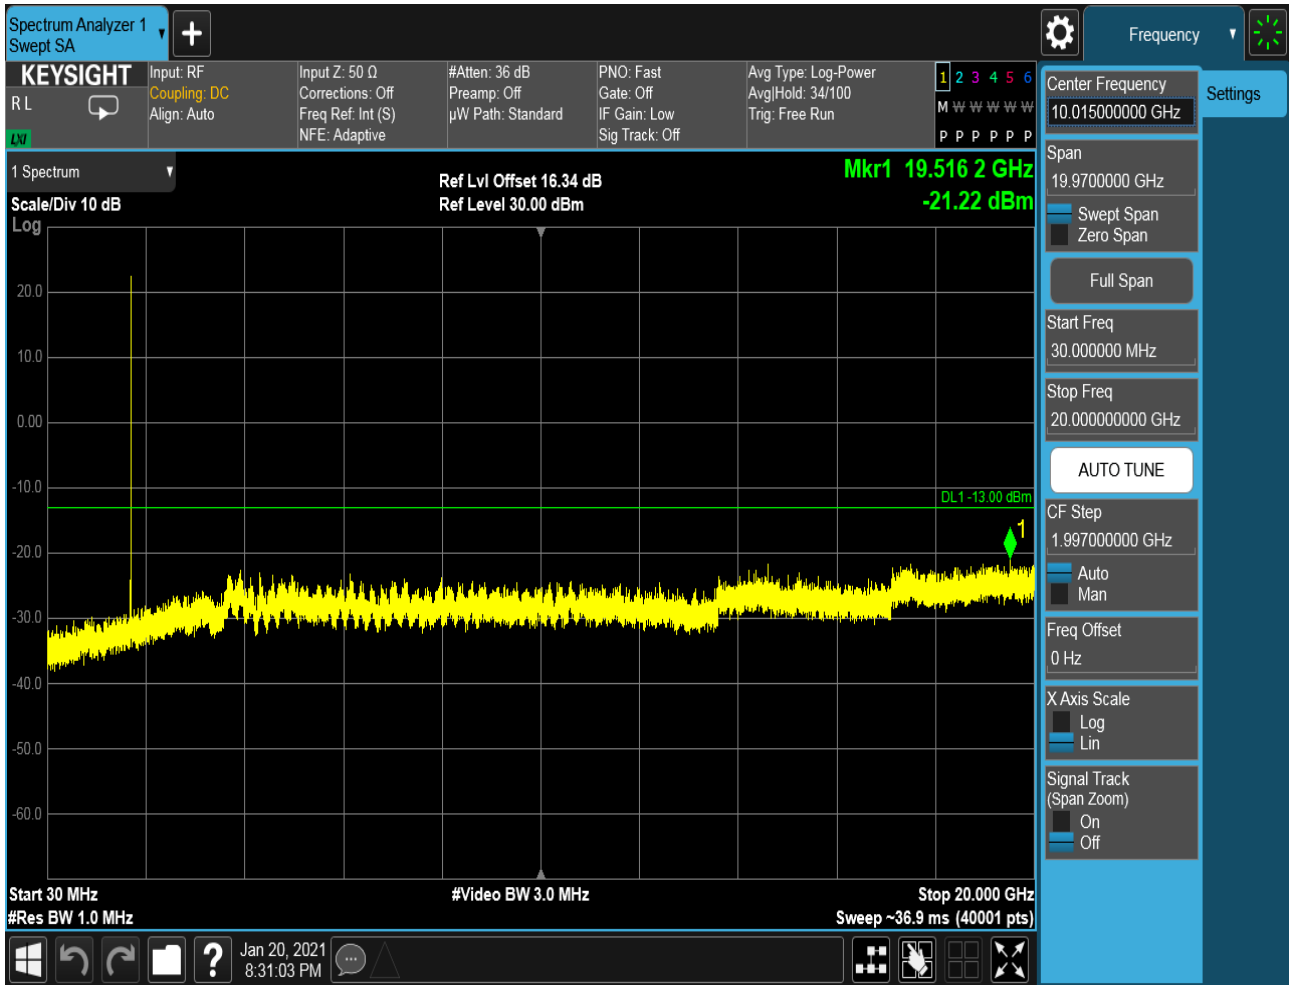 Spectrum Analyzer 1
Swept SA
Frequency
KEYSIGHT
R L
LXI
Input: RF
Coupling: DC
Align: Auto
Input Z: 50 Ω
Corrections: Off
Freq Ref: Int (S)
NFE: Adaptive
#Atten: 36 dB
Preamp: Off
µW Path: Standard
PNO: Fast
Gate: Off
IF Gain: Low
Sig Track: Off
Avg Type: Log-Power
Avg|Hold: 34/100
Trig: Free Run
1 2 3 4 5 6
M W W W W W
P P P P P P
1 Spectrum
Scale/Div 10 dB
Log
Ref Lvl Offset 16.34 dB
Ref Level 30.00 dBm
Mkr1 19.516 2 GHz
-21.22 dBm
20.0
10.0
0.00
-10.0
DL1 -13.00 dBm
1
-20.0
-30.0
-40.0
-50.0
-60.0
Start 30 MHz
#Res BW 1.0 MHz
#Video BW 3.0 MHz
Stop 20.000 GHz
Sweep ~36.9 ms (40001 pts)
Jan 20, 2021
8:31:03 PM
Center Frequency
10.015000000 GHz
Settings
Span
19.9700000 GHz
Swept Span
Zero Span
Full Span
Start Freq
30.000000 MHz
Stop Freq
20.000000000 GHz
AUTO TUNE
CF Step
1.997000000 GHz
Auto
Man
Freq Offset
0 Hz
X Axis Scale
Log
Lin
Signal Track
(Span Zoom)
On
Off